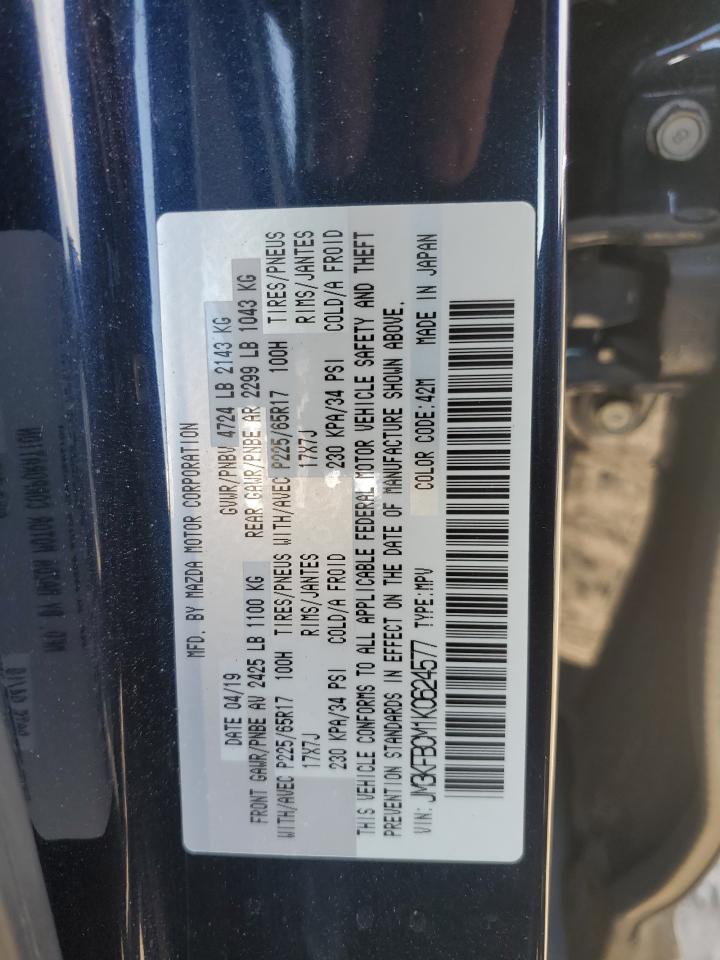 MFD. BY MAZDA MOTOR CORPORATION
DATE 04/19 GVWR/PNBV 4724 LB 2143 KG
FRONT GAWR/PNBE AV 2425 LB 1100 KG REAR GAWR/PNBE AR 2299 LB 1043 KG
WITH/AVEC P225/65R17 100H TIRES/PNEUS WITH/AVEC P225/65R17 100H TIRES/PNEUS
17X7J RIMS/JANTES 17X7J RIMS/JANTES
230 KPA/34 PSI COLD/A FROID 230 KPA/34 PSI COLD/A FROID
THIS VEHICLE CONFORMS TO ALL APPLICABLE FEDERAL MOTOR VEHICLE SAFETY AND THEFT
PREVENTION STANDARDS IN EFFECT ON THE DATE OF MANUFACTURE SHOWN ABOVE.
VIN: JM3KFBCM1K0624577 TYPE:MPV COLOR CODE:42M MADE IN JAPAN
8